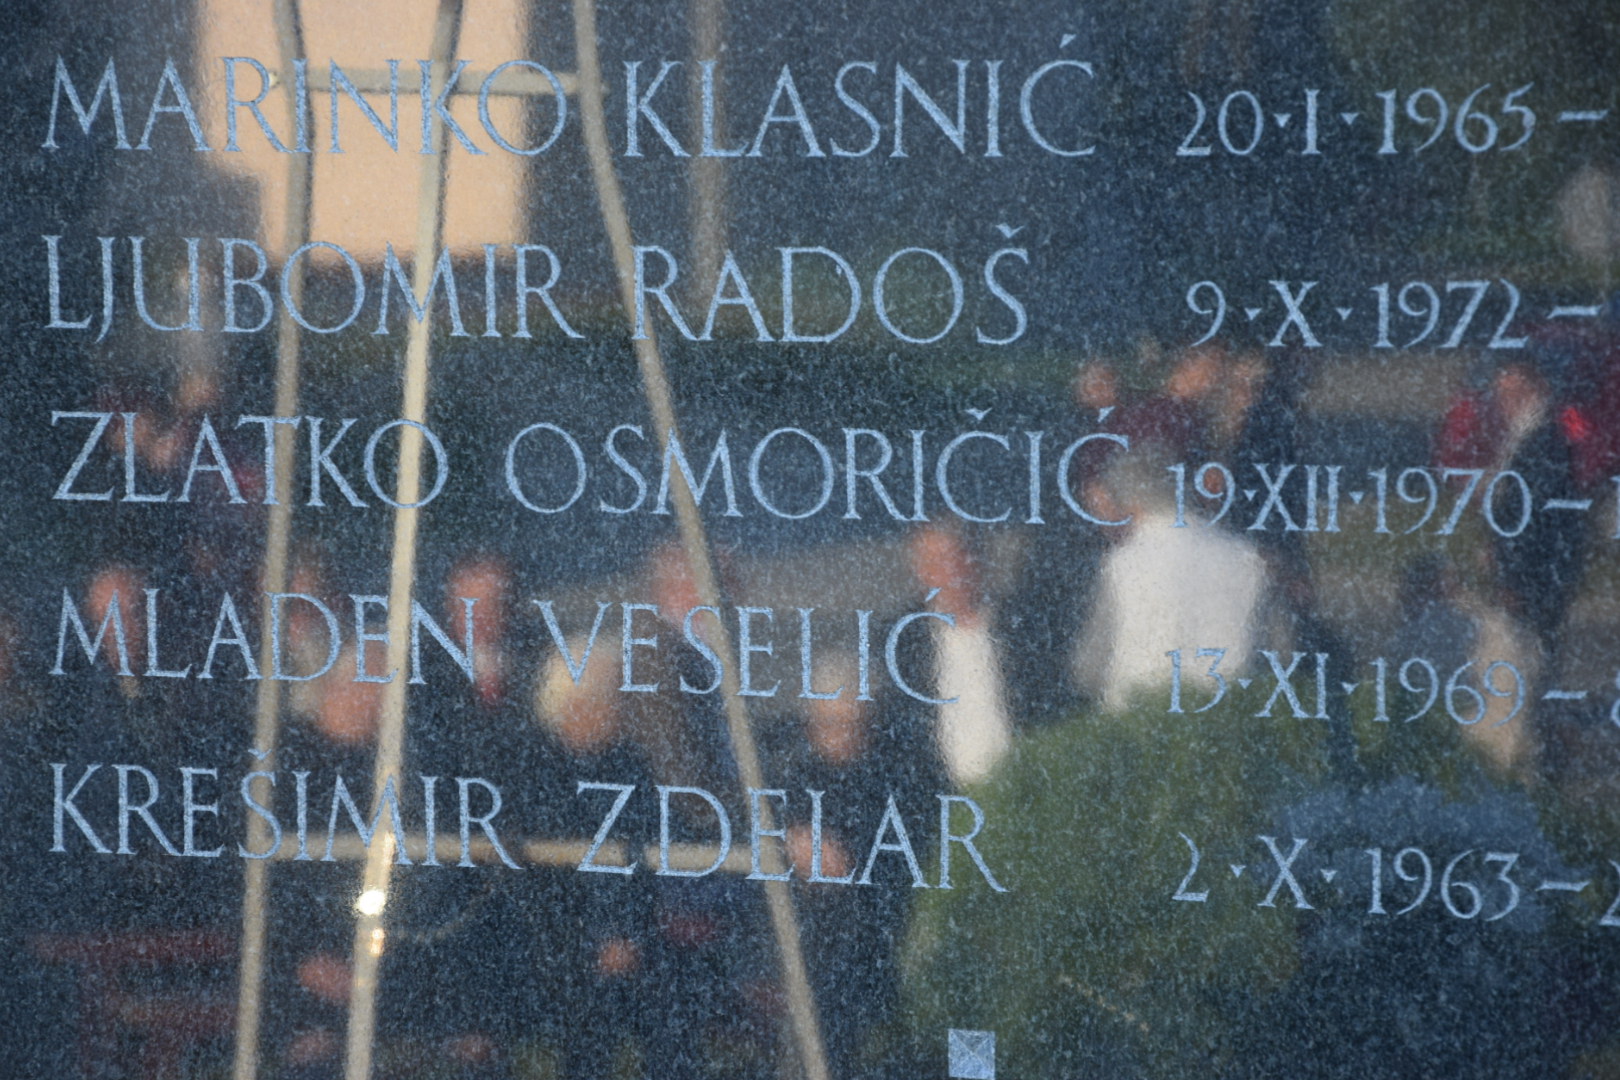 MARINKO KLASNIĆ 20·I·1965–
LJUBOMIR RADOŠ 9·X·1972–
ZLATKO OSMORIČIĆ 19·XII·1970–
MLADEN VESELIĆ 13·XI·1969–
KREŠIMIR ZDELAR 2·X·1963–